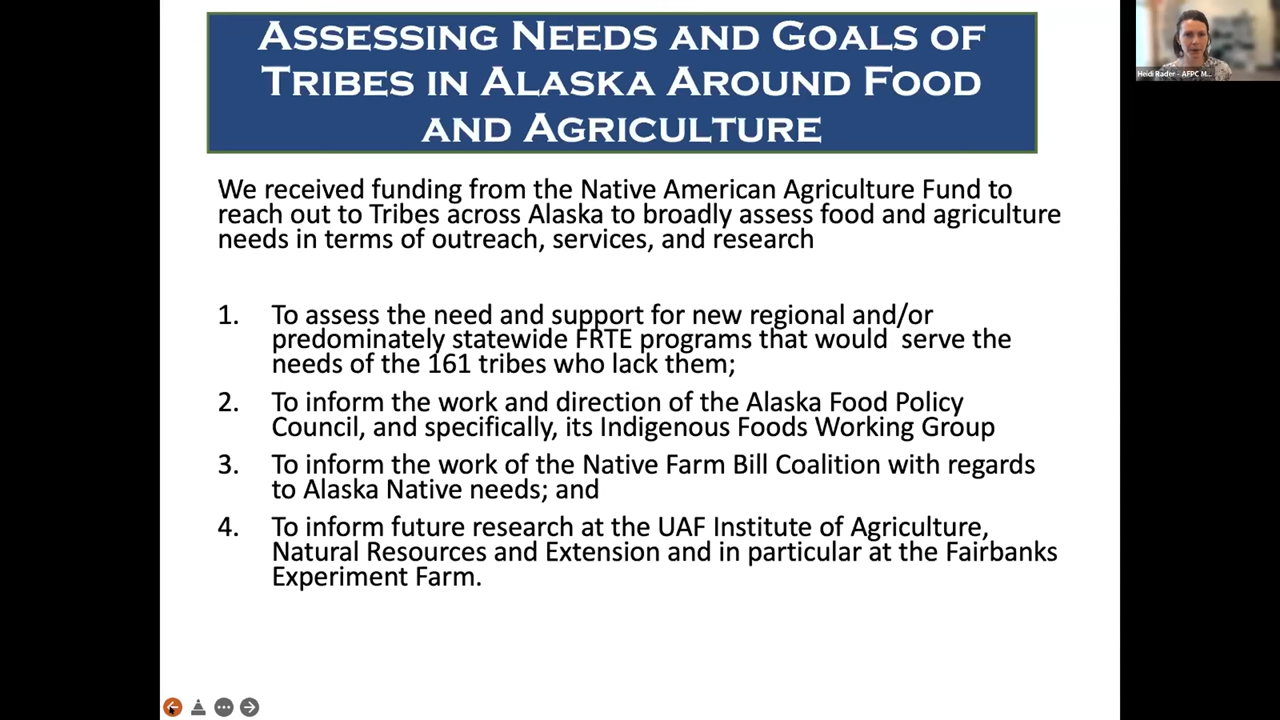 ASSESSING NEEDS AND GOALS OF
TRIBES IN ALASKA AROUND FOOD
AND AGRICULTURE
Heidi Rader - AFPC M...
We received funding from the Native American Agriculture Fund to
reach out to Tribes across Alaska to broadly assess food and agriculture
needs in terms of outreach, services, and research
1. To assess the need and support for new regional and/or
predominately statewide FRTE programs that would serve the
needs of the 161 tribes who lack them;
2. To inform the work and direction of the Alaska Food Policy
Council, and specifically, its Indigenous Foods Working Group
3. To inform the work of the Native Farm Bill Coalition with regards
to Alaska Native needs; and
4. To inform future research at the UAF Institute of Agriculture,
Natural Resources and Extension and in particular at the Fairbanks
Experiment Farm.